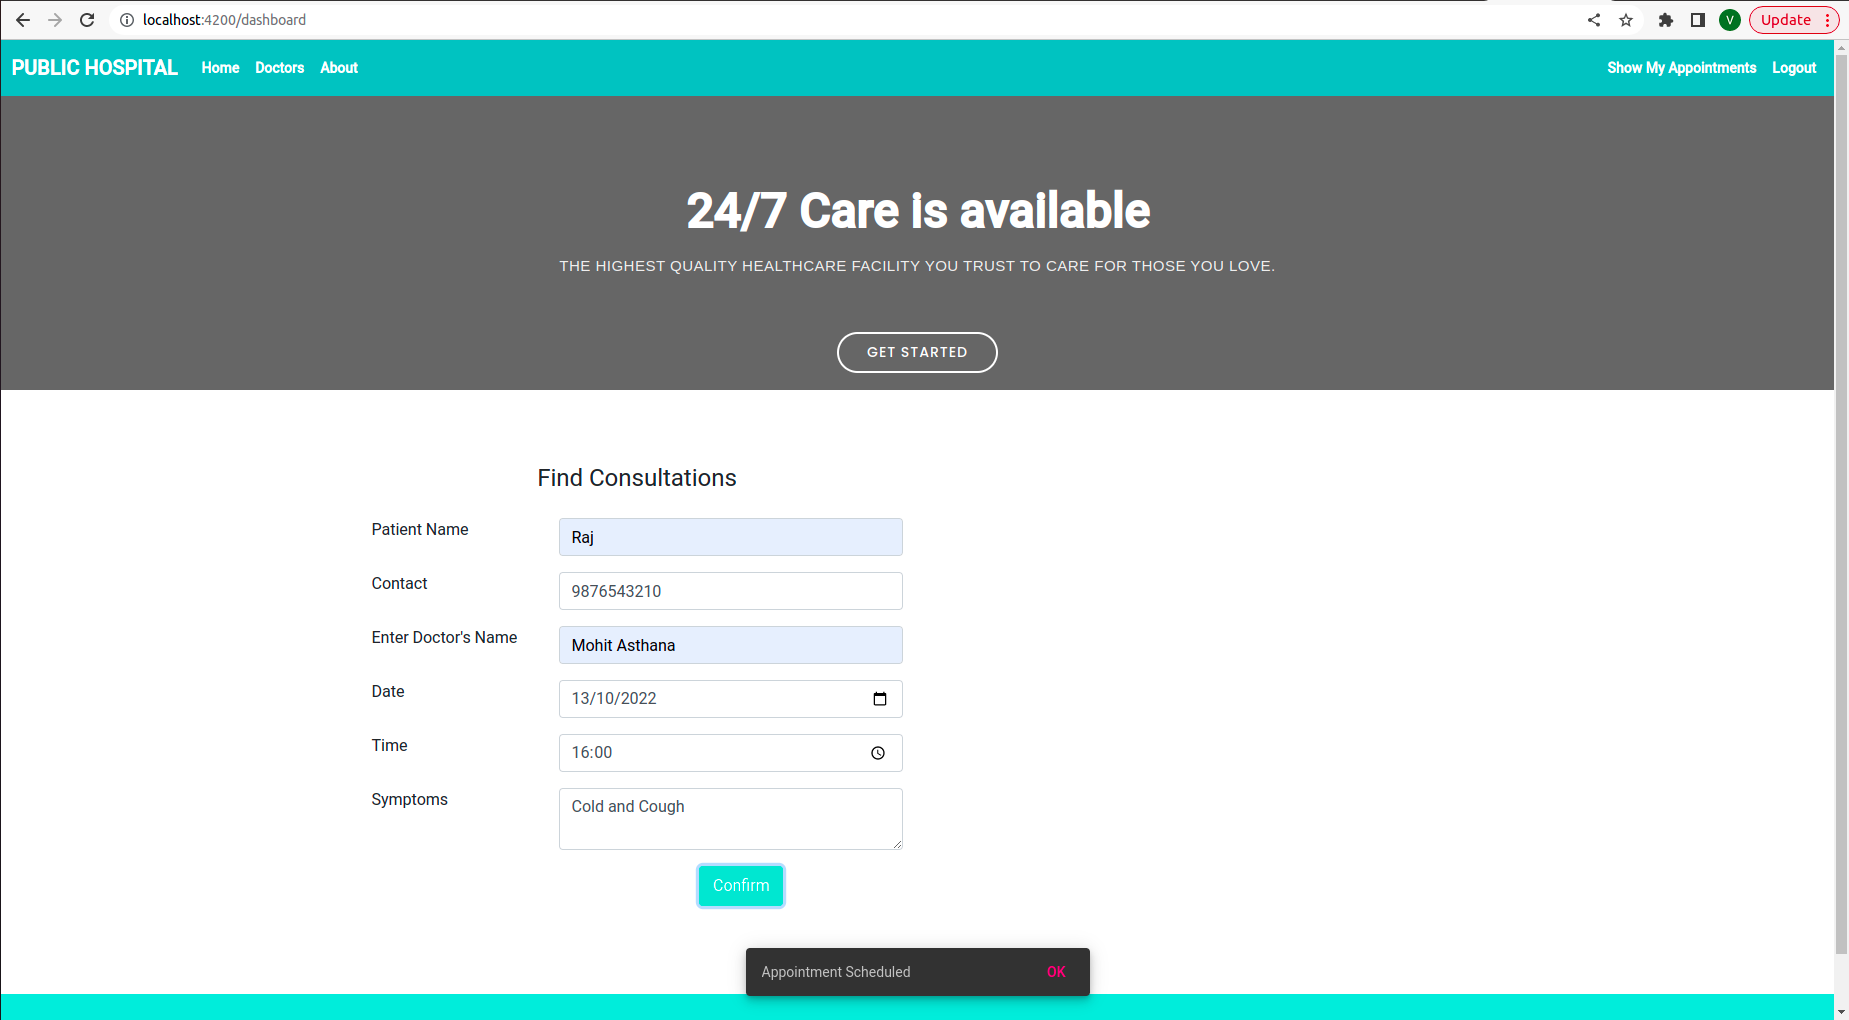 localhost:4200/dashboard
V
Update
PUBLIC HOSPITAL Home Doctors About Show My Appointments Logout
24/7 Care is available
THE HIGHEST QUALITY HEALTHCARE FACILITY YOU TRUST TO CARE FOR THOSE YOU LOVE.
GET STARTED
Find Consultations
Patient Name Raj
Contact 9876543210
Enter Doctor's Name Mohit Asthana
Date 13/10/2022
Time 16:00
Symptoms Cold and Cough
Confirm
Appointment Scheduled OK